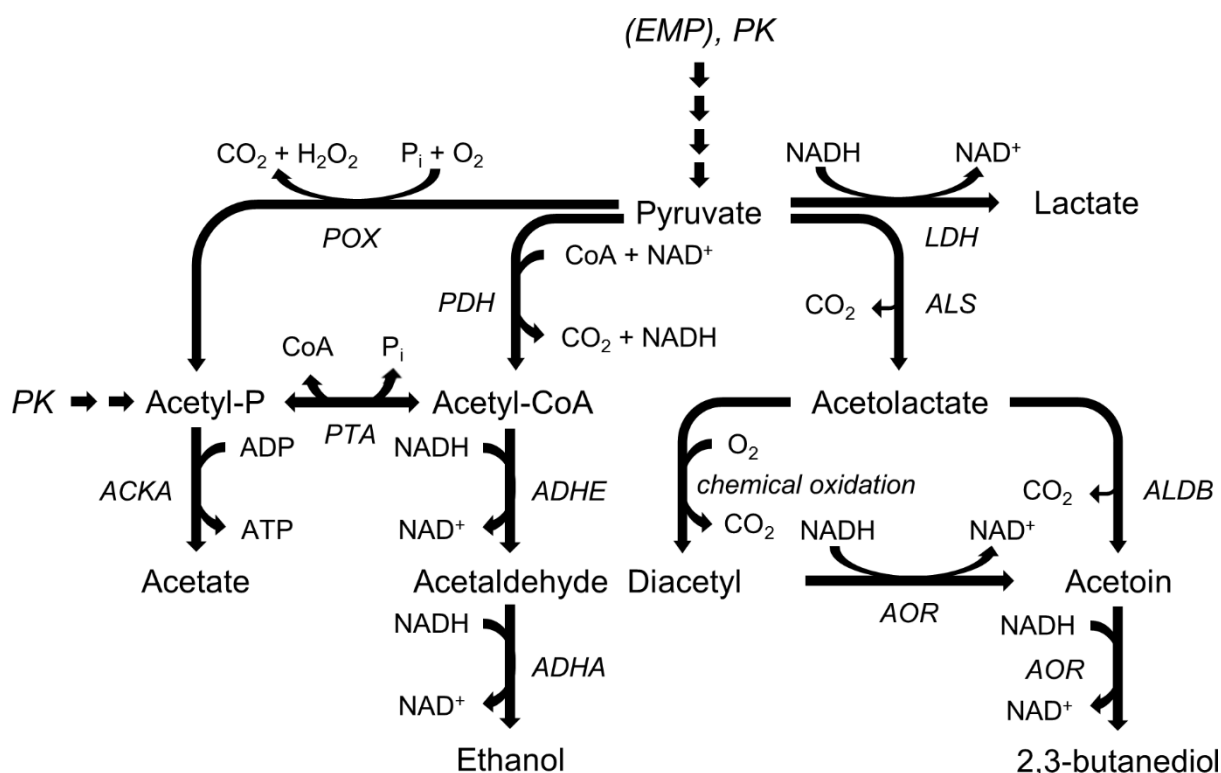 (EMP), PK
CO₂ + H₂O₂
Pᵢ + O₂
NADH
NAD⁺
Pyruvate
Lactate
POX
LDH
CoA + NAD⁺
PDH
CO₂
ALS
CO₂ + NADH
CoA
Pᵢ
PK
Acetyl-P
Acetyl-CoA
Acetolactate
PTA
ADP
NADH
O₂
ACKA
ADHE
chemical oxidation
CO₂
ALDB
ATP
NAD⁺
CO₂
NADH
NAD⁺
Acetate
Acetaldehyde
Diacetyl
Acetoin
AOR
NADH
NADH
ADHA
AOR
NAD⁺
NAD⁺
Ethanol
2,3-butanediol